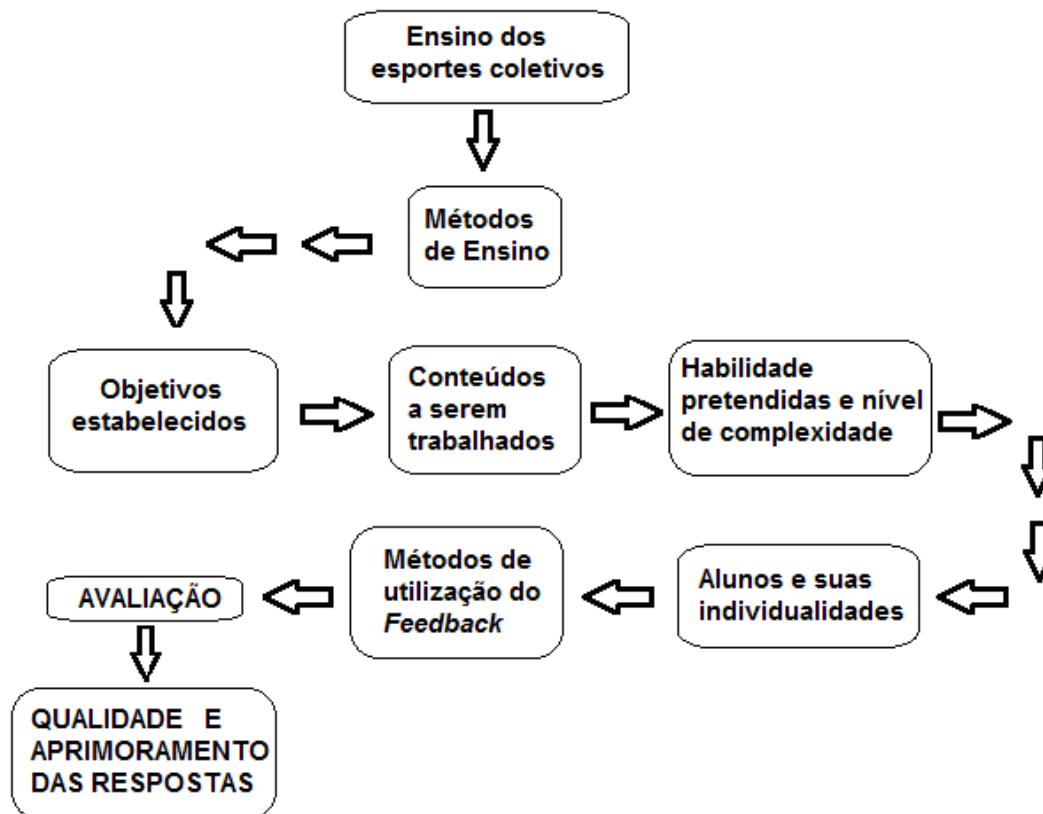 Ensino dos
esportes coletivos
Métodos
de Ensino
Objetivos
estabelecidos
Conteúdos
a serem
trabalhados
Habilidade
pretendidas e nível
de complexidade
Alunos e suas
individualidades
Métodos de
utilização do
Feedback
AVALIAÇÃO
QUALIDADE E
APRIMORAMENTO
DAS RESPOSTAS